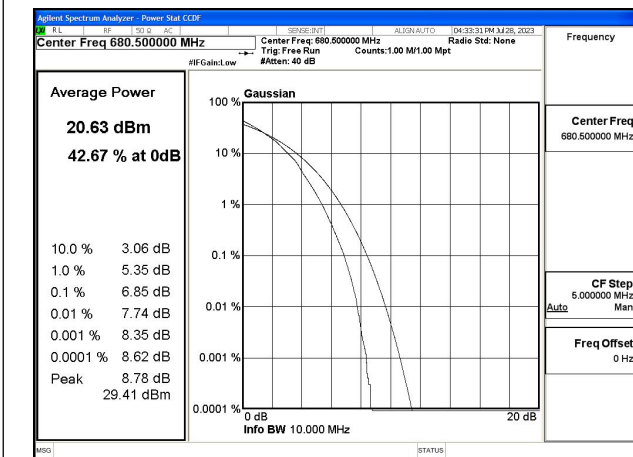 Agilent Spectrum Analyzer - Power Stat CCDF
LXI RL RF 50 Ω AC SENSE:INT ALIGNAUTO 04:33:31 PM Jul 28, 2023
Center Freq 680.500000 MHz
Center Freq: 680.500000 MHz Radio Std: None
Trig: Free Run Counts:1.00 M/1.00 Mpt
#IFGain:Low #Atten: 40 dB
Frequency
Average Power
20.63 dBm
42.67 % at 0dB
10.0 % 3.06 dB
1.0 % 5.35 dB
0.1 % 6.85 dB
0.01 % 7.74 dB
0.001 % 8.35 dB
0.0001 % 8.62 dB
Peak 8.78 dB
29.41 dBm
Gaussian
100 %
10 %
1 %
0.1 %
0.01 %
0.001 %
0.0001 %
0 dB 20 dB
Info BW 10.000 MHz
Center Freq
680.500000 MHz
CF Step
5.000000 MHz
Auto Man
Freq Offset
0 Hz
MSG STATUS